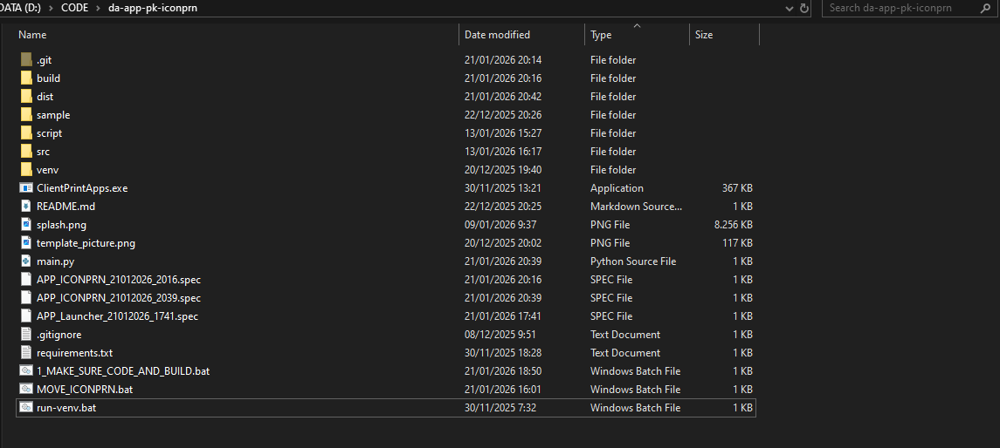 DATA (D:) > CODE > da-app-pk-iconprn Search da-app-pk-iconprn
Name Date modified Type Size
.git 21/01/2026 20:14 File folder
build 21/01/2026 20:16 File folder
dist 21/01/2026 20:42 File folder
sample 22/12/2025 20:26 File folder
script 13/01/2026 15:27 File folder
src 13/01/2026 16:17 File folder
venv 20/12/2025 19:40 File folder
ClientPrintApps.exe 30/11/2025 13:21 Application 367 KB
README.md 22/12/2025 20:25 Markdown Source... 1 KB
splash.png 09/01/2026 9:37 PNG File 8.256 KB
template_picture.png 20/12/2025 20:02 PNG File 117 KB
main.py 21/01/2026 20:39 Python Source File 1 KB
APP_ICONPRN_21012026_2016.spec 21/01/2026 20:16 SPEC File 1 KB
APP_ICONPRN_21012026_2039.spec 21/01/2026 20:39 SPEC File 1 KB
APP_Launcher_21012026_1741.spec 21/01/2026 17:41 SPEC File 1 KB
.gitignore 08/12/2025 9:51 Text Document 1 KB
requirements.txt 30/11/2025 18:28 Text Document 1 KB
1_MAKE_SURE_CODE_AND_BUILD.bat 21/01/2026 18:50 Windows Batch File 1 KB
MOVE_ICONPRN.bat 21/01/2026 16:01 Windows Batch File 1 KB
run-venv.bat 30/11/2025 7:32 Windows Batch File 1 KB